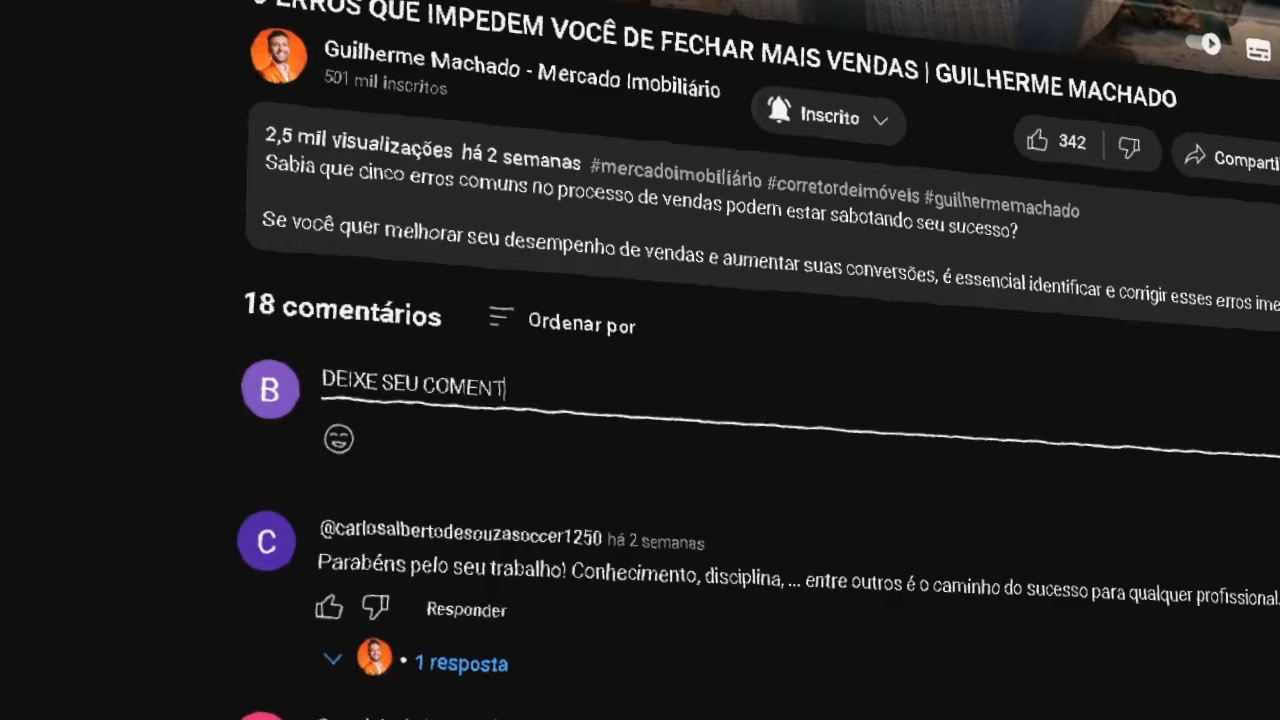 ERROS QUE IMPEDEM VOCÊ DE FECHAR MAIS VENDAS | GUILHERME MACHADO
Guilherme Machado - Mercado Imobiliário
501 mil inscritos
Inscrito
342
Comparti
2,5 mil visualizações há 2 semanas #mercadoimobiliário #corretordeimóveis #guilhermemachado
Sabia que cinco erros comuns no processo de vendas podem estar sabotando seu sucesso?
Se você quer melhorar seu desempenho de vendas e aumentar suas conversões, é essencial identificar e corrigir esses erros ime
18 comentários
Ordenar por
B
DEIXE SEU COMENT
C
@carlosalbertodesouzasoccer1250 há 2 semanas
Parabéns pelo seu trabalho! Conhecimento, disciplina, ... entre outros é o caminho do sucesso para qualquer profissional.
Responder
• 1 resposta